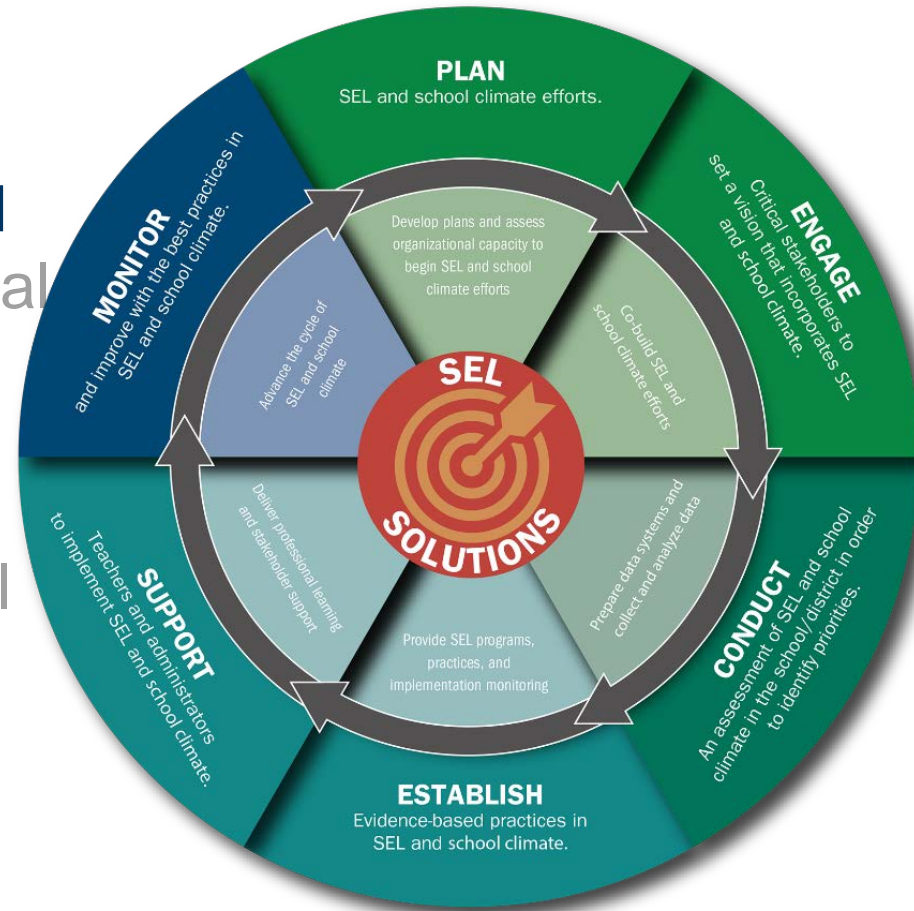 PLAN
SEL and school climate efforts.
ENGAGE
Critical stakeholders to
set a vision that incorporates SEL
and school climate.
CONDUCT
An assessment of SEL and school
climate in the school/district in order
to identify priorities.
ESTABLISH
Evidence-based practices in
SEL and school climate.
SUPPORT
Teachers and administrators
to implement SEL and school climate.
MONITOR
and improve with the best practices in
SEL and school climate.
Develop plans and assess
organizational capacity to
begin SEL and school
climate efforts
Co-build SEL and
school climate efforts
Prepare data systems and
collect and analyze data
Provide SEL programs,
practices, and
implementation monitoring
Deliver professional learning
and stakeholder support
Advance the cycle of
SEL and school
climate
SEL
SOLUTIONS
al